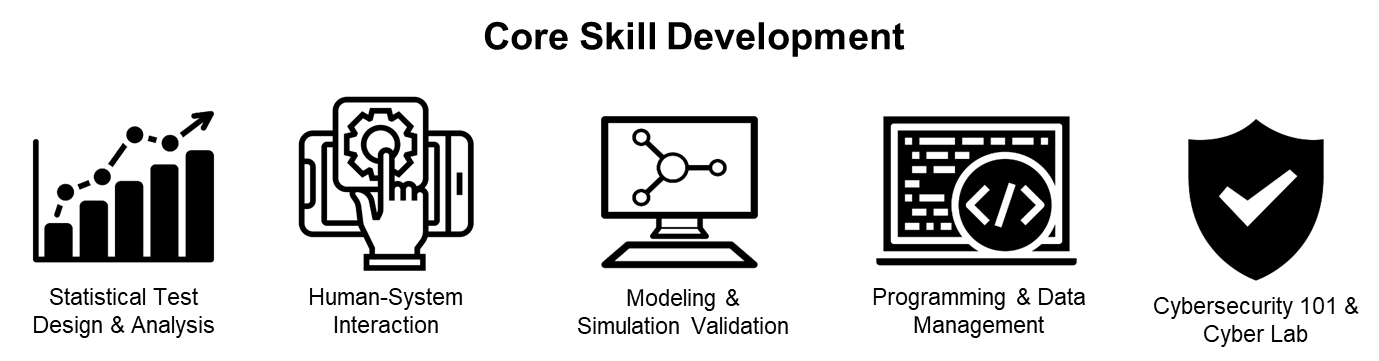 Core Skill Development
Statistical Test
Design & Analysis
Human-System
Interaction
Modeling &
Simulation Validation
Programming & Data
Management
Cybersecurity 101 &
Cyber Lab